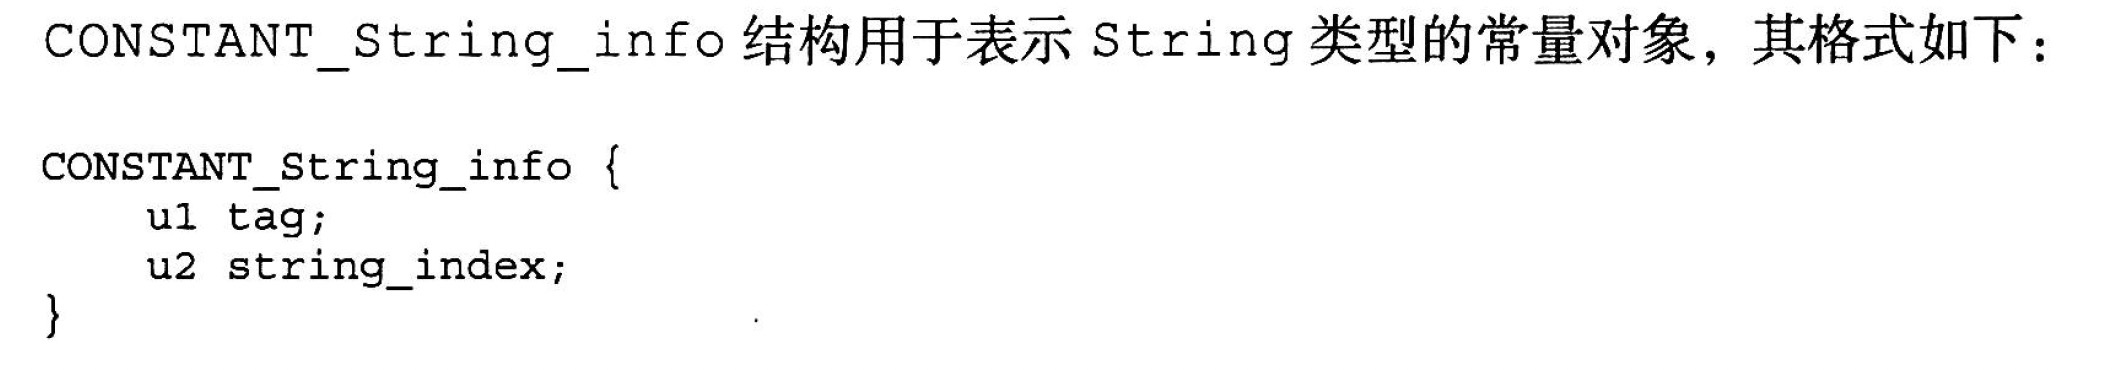 CONSTANT_String_info 结构用于表示 String 类型的常量对象，其格式如下：
CONSTANT_String_info {
    u1 tag;
    u2 string_index;
}